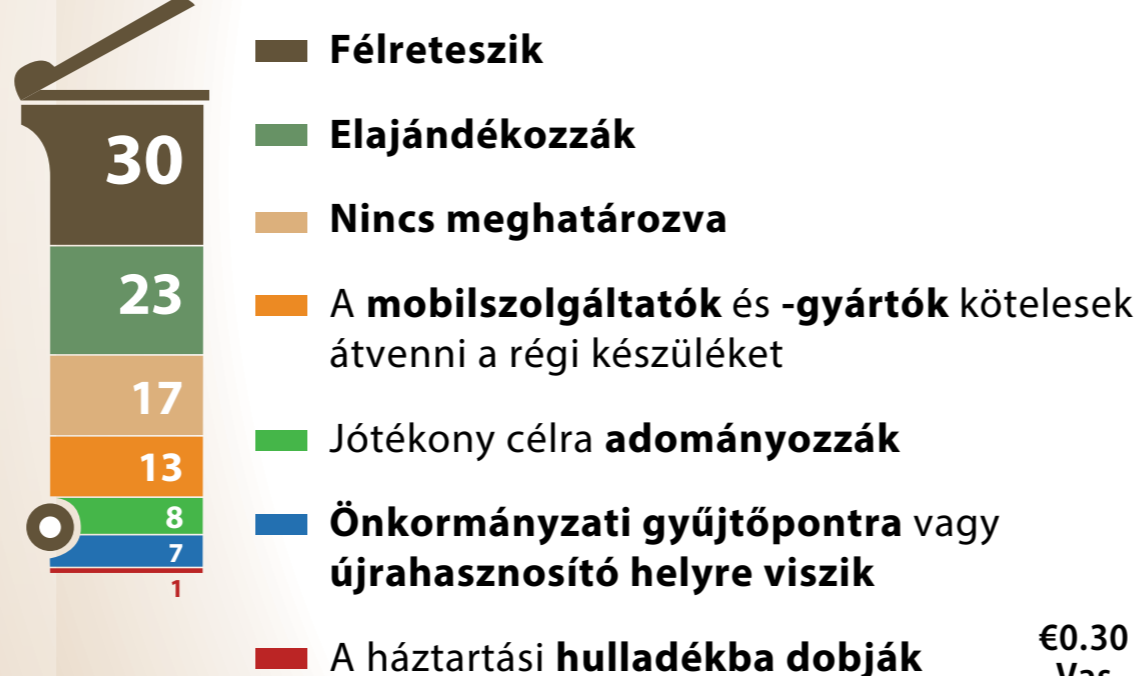 30
23
17
13
8
7
1
Félreteszik
Elajándékozzák
Nincs meghatározva
A mobilszolgáltatók és -gyártók kötelesek
átvenni a régi készüléket
Jótékony célra adományozzák
Önkormányzati gyűjtőpontra vagy
újrahasznosító helyre viszik
A háztartási hulladékba dobják
€0.30
Vas